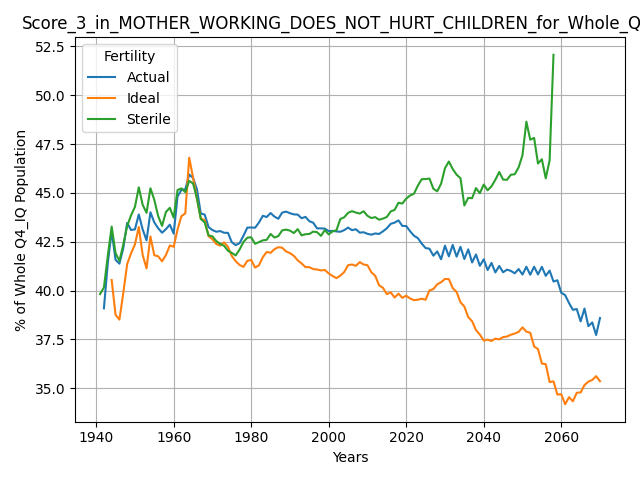 Score_3_in_MOTHER_WORKING_DOES_NOT_HURT_CHILDREN_for_Whole_Q
Fertility
Actual
Ideal
Sterile
% of Whole Q4_IQ Population
52.5
50.0
47.5
45.0
42.5
40.0
37.5
35.0
1940
1960
1980
2000
2020
2040
2060
Years